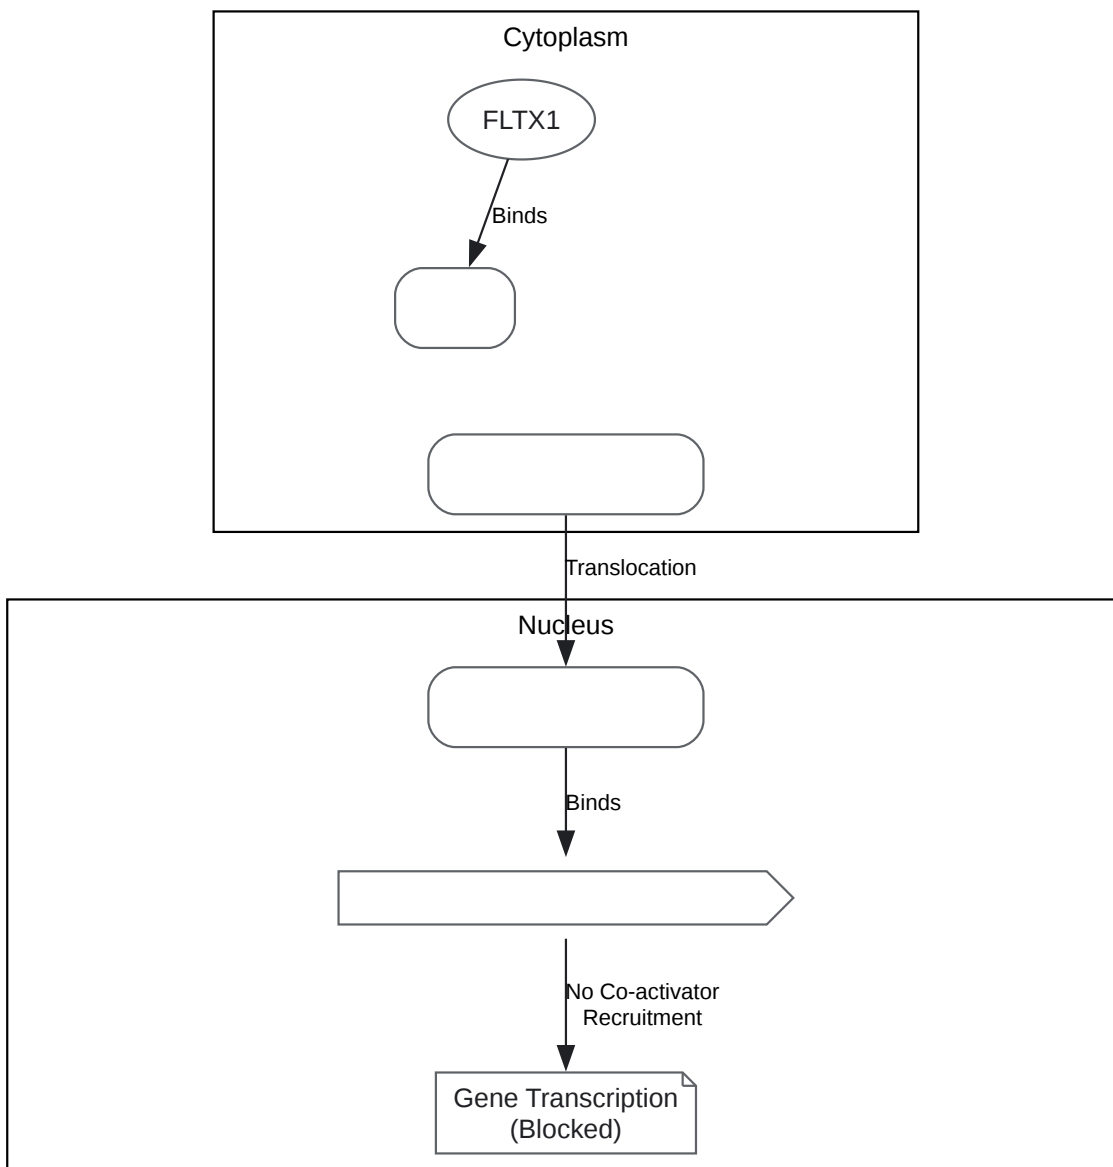 Cytoplasm
FLTX1
Binds
Translocation
Nucleus
Binds
No Co-activator
Recruitment
Gene Transcription
(Blocked)